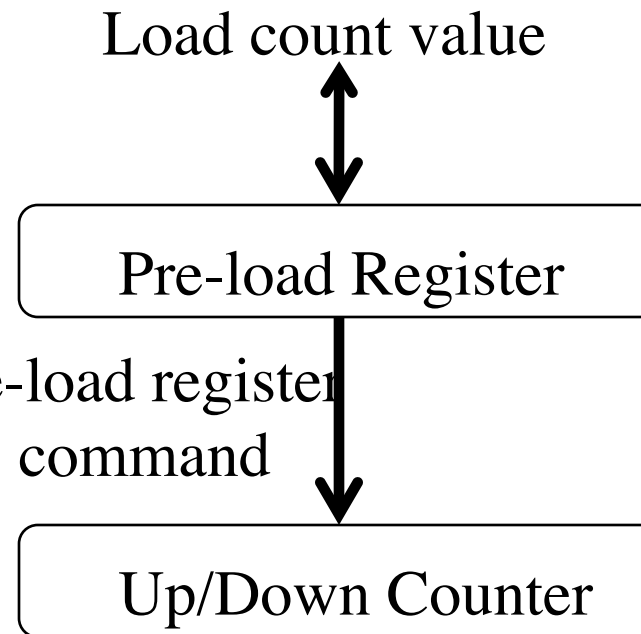 Load count value
Pre-load Register
e-load register
command
Up/Down Counter